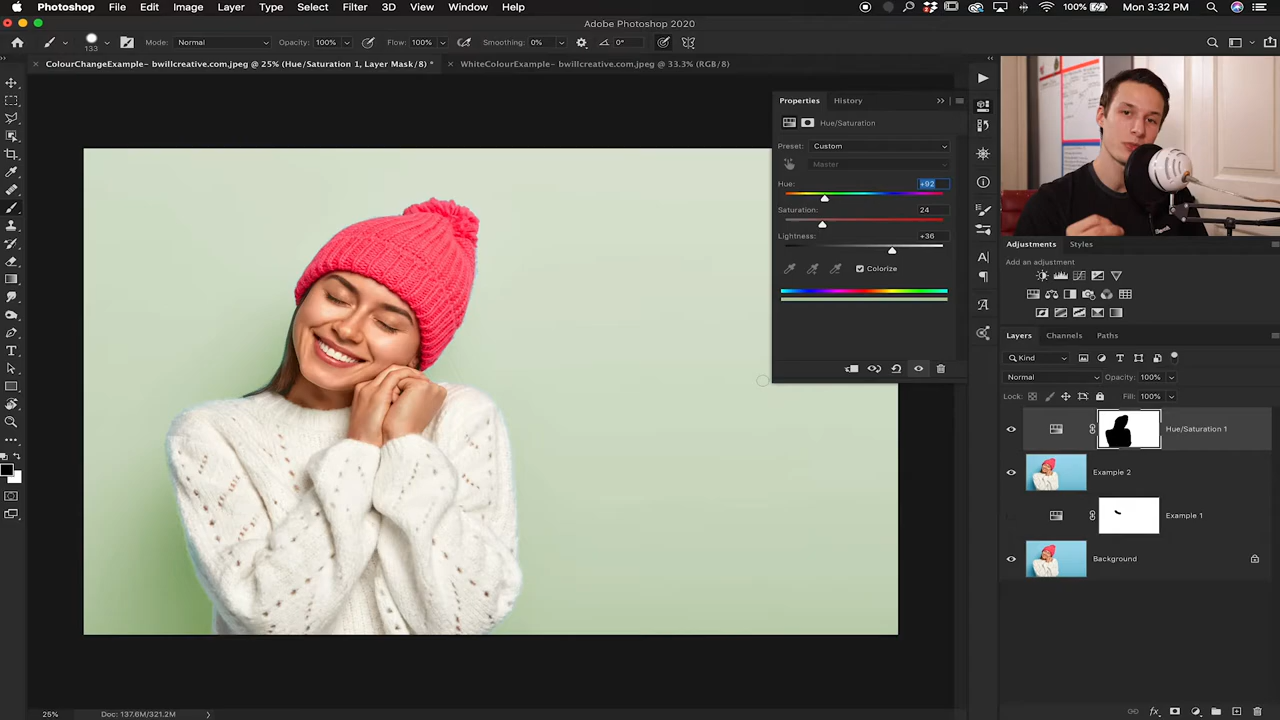 Photoshop File Edit Image Layer Type Select Filter 3D View Window Help 100% Mon 3:32 PM
Adobe Photoshop 2020
133 Mode: Normal Opacity: 100% Flow: 100% Smoothing: 0% 0°
ColourChangeExample- bwillcreative.com.jpeg @ 25% (Hue/Saturation 1, Layer Mask/8) * WhiteColourExample- bwillcreative.com.jpeg @ 33.3% (RGB/8)
Properties History
Hue/Saturation
Preset: Custom
Master
Hue: +92
Saturation: 24
Lightness: +36
Colorize
Adjustments Styles
Add an adjustment
Layers Channels Paths
Kind
Normal Opacity: 100%
Lock: Fill: 100%
Hue/Saturation 1
Example 2
Example 1
Background
25% Doc: 137.6M/321.2M